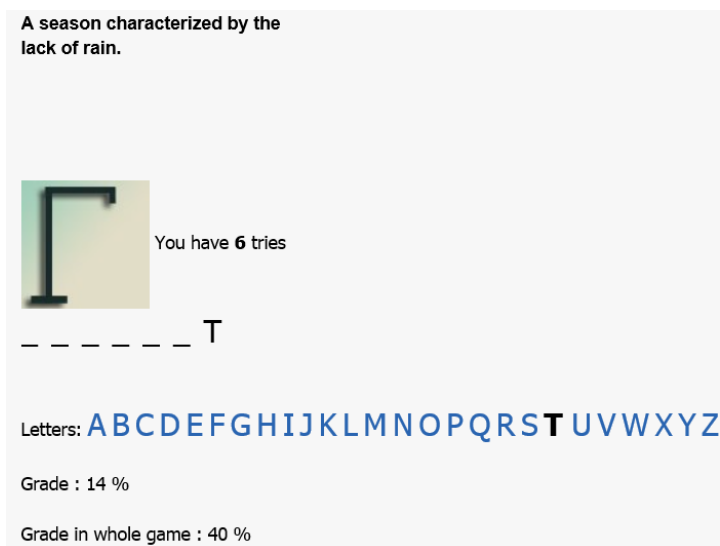 A season characterized by the
lack of rain.
You have 6 tries
_ _ _ _ _ _ T
Letters: A B C D E F G H I J K L M N O P Q R S T U V W X Y Z
Grade : 14 %
Grade in whole game : 40 %